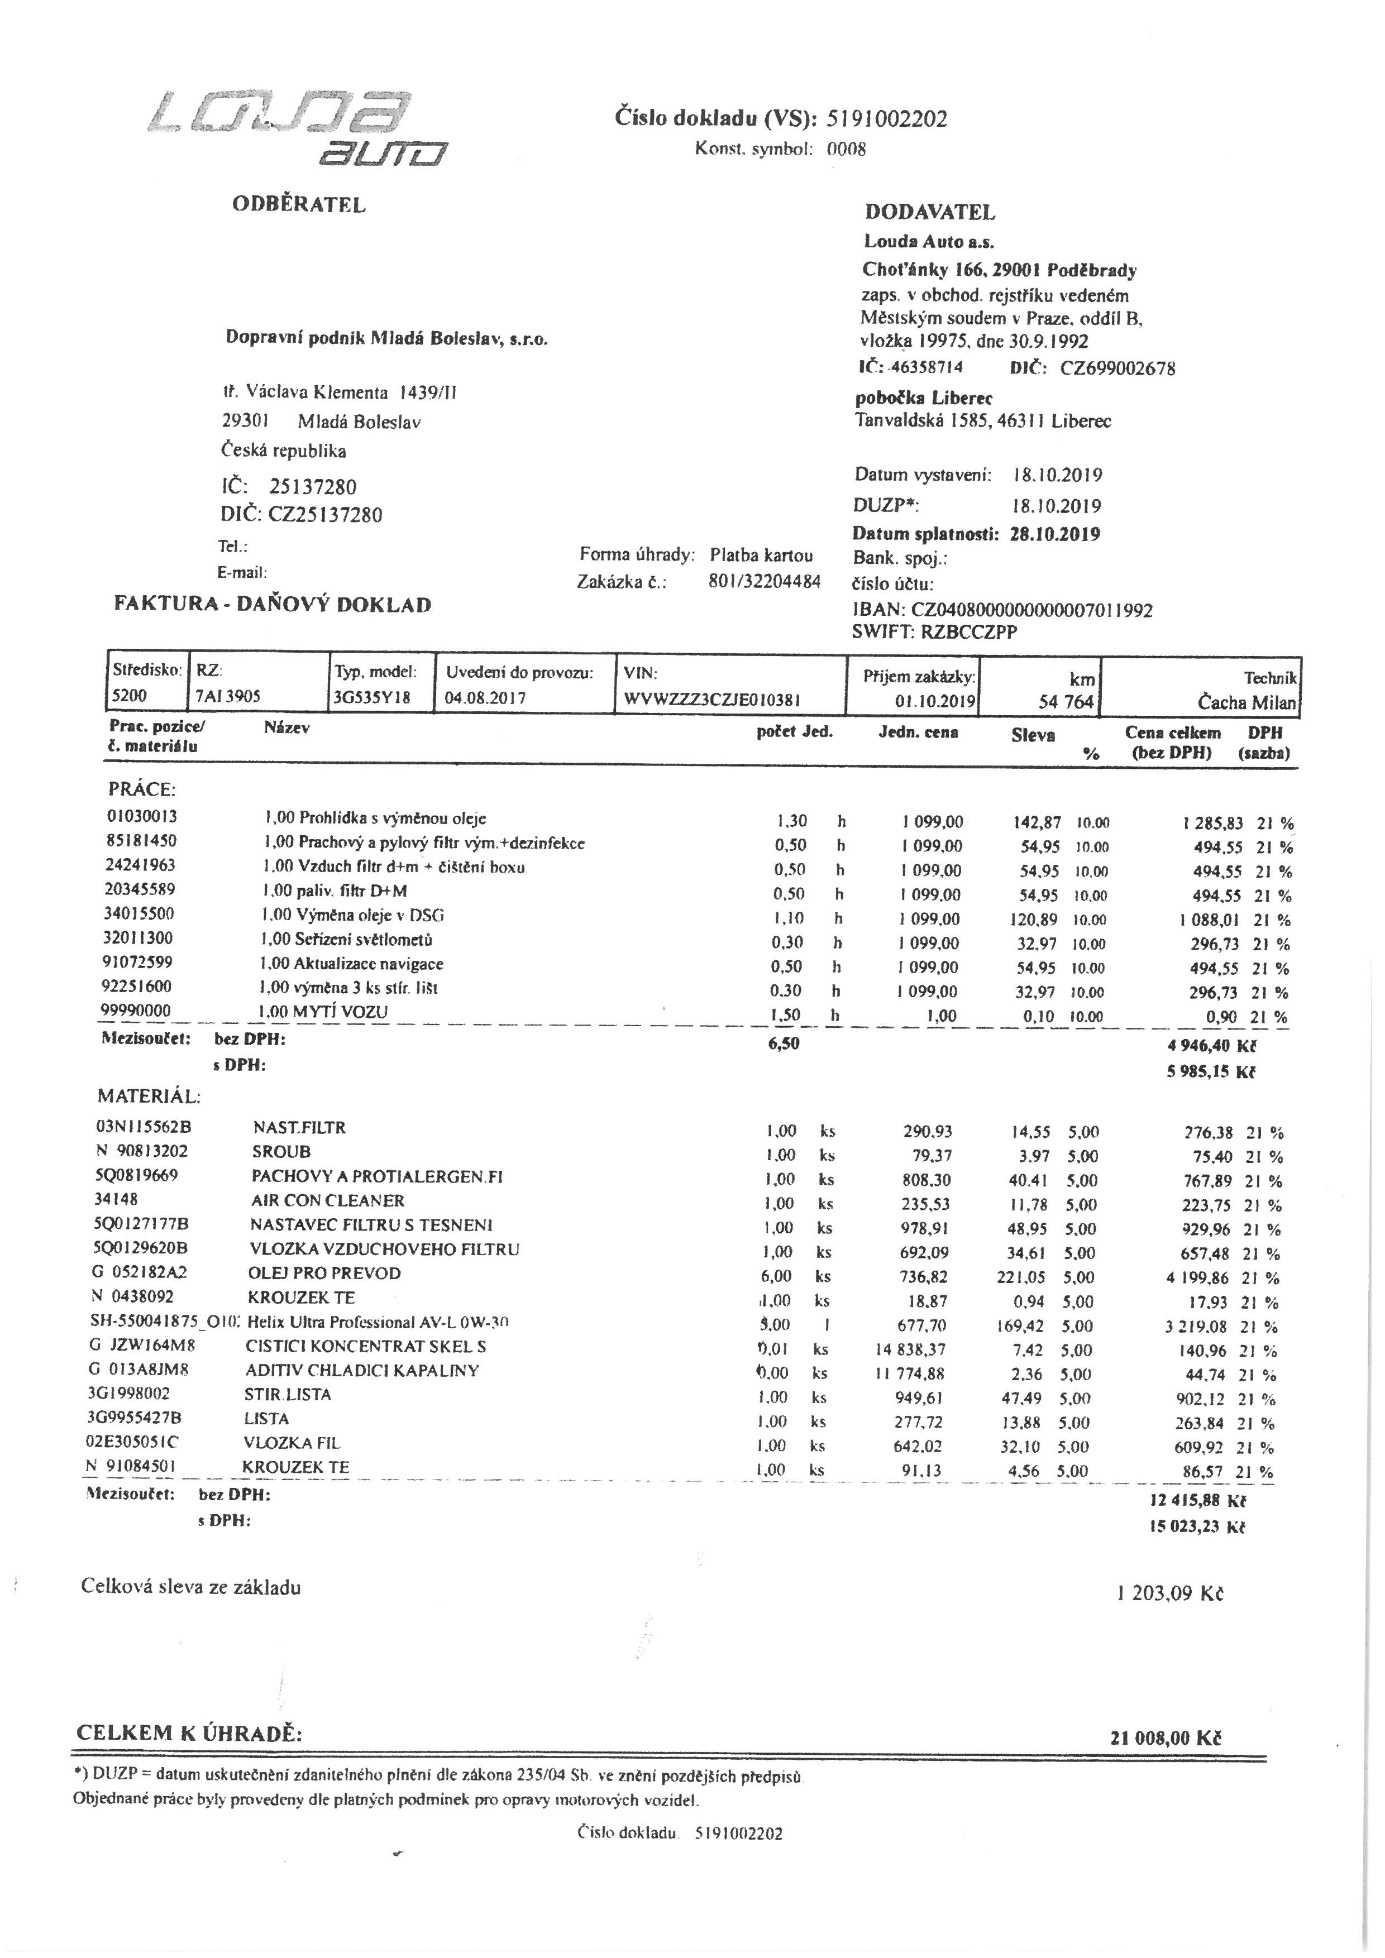 Louda
auto
Číslo dokladu (VS): 5191002202
Konst. symbol: 0008
ODBĚRATEL
Dopravní podnik Mladá Boleslav, s.r.o.
tř. Václava Klementa 1439/II
29301 Mladá Boleslav
Česká republika
IČ: 25137280
DIČ: CZ25137280
Tel.:
E-mail:
DODAVATEL
Louda Auto a.s.
Choťánky 166, 29001 Poděbrady
zaps. v obchod. rejstříku vedeném
Městským soudem v Praze, oddíl B,
vložka 19975, dne 30.9.1992
IČ: 46358714 DIČ: CZ699002678
pobočka Liberec
Tanvaldská 1585, 46311 Liberec
Datum vystavení: 18.10.2019
DUZP*: 18.10.2019
Datum splatnosti: 28.10.2019
Forma úhrady: Platba kartou
Zakázka č.: 801/32204484
Bank. spoj.:
číslo účtu:
IBAN: CZ0408000000000007011992
SWIFT: RZBCCZPP
FAKTURA - DAŇOVÝ DOKLAD
Středisko: RZ: Typ, model: Uvedení do provozu: VIN: Příjem zakázky: km Technik
5200 7AI 3905 3G535Y18 04.08.2017 WVWZZZ3CZJE010381 01.10.2019 54 764 Čacha Milan
Prac. pozice/ Název počet Jed. Jedn. cena Sleva Cena celkem DPH
č. materiálu % (bez DPH) (sazba)
PRÁCE:
01030013 1,00 Prohlídka s výměnou oleje 1,30 h 1 099,00 142,87 10.00 1 285,83 21 %
85181450 1,00 Prachový a pylový filtr vým.+dezinfekce 0,50 h 1 099,00 54,95 10.00 494,55 21 %
24241963 1,00 Vzduch filtr d+m + čištění boxu 0,50 h 1 099,00 54,95 10,00 494,55 21 %
20345589 1,00 paliv. filtr D+M 0,50 h 1 099,00 54,95 10.00 494,55 21 %
34015500 1,00 Výměna oleje v DSG 1,10 h 1 099,00 120,89 10.00 1 088,01 21 %
32011300 1,00 Seřízení světlometů 0,30 h 1 099,00 32,97 10.00 296,73 21 %
91072599 1,00 Aktualizace navigace 0,50 h 1 099,00 54,95 10.00 494,55 21 %
92251600 1,00 výměna 3 ks stír. lišt 0,30 h 1 099,00 32,97 10.00 296,73 21 %
99990000 1,00 MYTÍ VOZU 1,50 h 1,00 0,10 10.00 0,90 21 %
Mezisoučet: bez DPH: 6,50 4 946,40 Kč
s DPH: 5 985,15 Kč
MATERIÁL:
03N115562B NAST.FILTR 1,00 ks 290,93 14,55 5,00 276,38 21 %
N 90813202 SROUB 1,00 ks 79,37 3,97 5,00 75,40 21 %
5Q0819669 PACHOVY A PROTIALERGEN.FI 1,00 ks 808,30 40,41 5,00 767,89 21 %
34148 AIR CON CLEANER 1,00 ks 235,53 11,78 5,00 223,75 21 %
5Q0127177B NASTAVEC FILTRU S TESNENI 1,00 ks 978,91 48,95 5,00 929,96 21 %
5Q0129620B VLOZKA VZDUCHOVEHO FILTRU 1,00 ks 692,09 34,61 5,00 657,48 21 %
G 052182A2 OLEJ PRO PREVOD 6,00 ks 736,82 221,05 5,00 4 199,86 21 %
N 0438092 KROUZEK TE 1,00 ks 18,87 0,94 5,00 17,93 21 %
SH-550041875_O10 Helix Ultra Professional AV-L 0W-30 5,00 l 677,70 169,42 5,00 3 219,08 21 %
G JZW164M8 CISTICI KONCENTRAT SKEL S 0,01 ks 14 838,37 7,42 5,00 140,96 21 %
G 013A8JM8 ADITIV CHLADICI KAPALINY 0,00 ks 11 774,88 2,36 5,00 44,74 21 %
3G1998002 STIR.LISTA 1,00 ks 949,61 47,49 5,00 902,12 21 %
3G9955427B LISTA 1,00 ks 277,72 13,88 5,00 263,84 21 %
02E305051C VLOZKA FIL 1,00 ks 642,02 32,10 5,00 609,92 21 %
N 91084501 KROUZEK TE 1,00 ks 91,13 4,56 5,00 86,57 21 %
Mezisoučet: bez DPH: 12 415,88 Kč
s DPH: 15 023,23 Kč
Celková sleva ze základu 1 203,09 Kč
CELKEM K ÚHRADĚ: 21 008,00 Kč
*) DUZP = datum uskutečnění zdanitelného plnění dle zákona 235/04 Sb. ve znění pozdějších předpisů
Objednané práce byly provedeny dle platných podmínek pro opravy motorových vozidel.
Číslo dokladu 5191002202